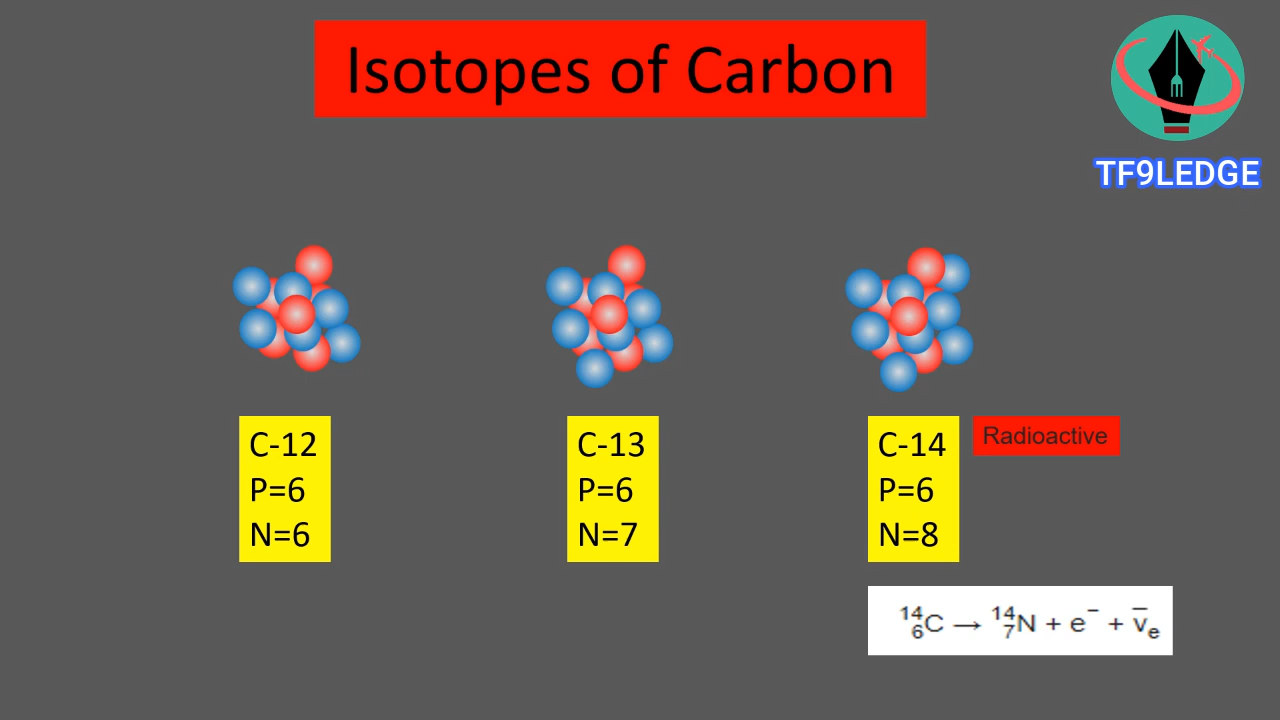 Isotopes of Carbon
TF9LEDGE
C-12
P=6
N=6
C-13
P=6
N=7
C-14
P=6
N=8
Radioactive
¹⁴₆C → ¹⁴₇N + e⁻ + ν̅ₑ